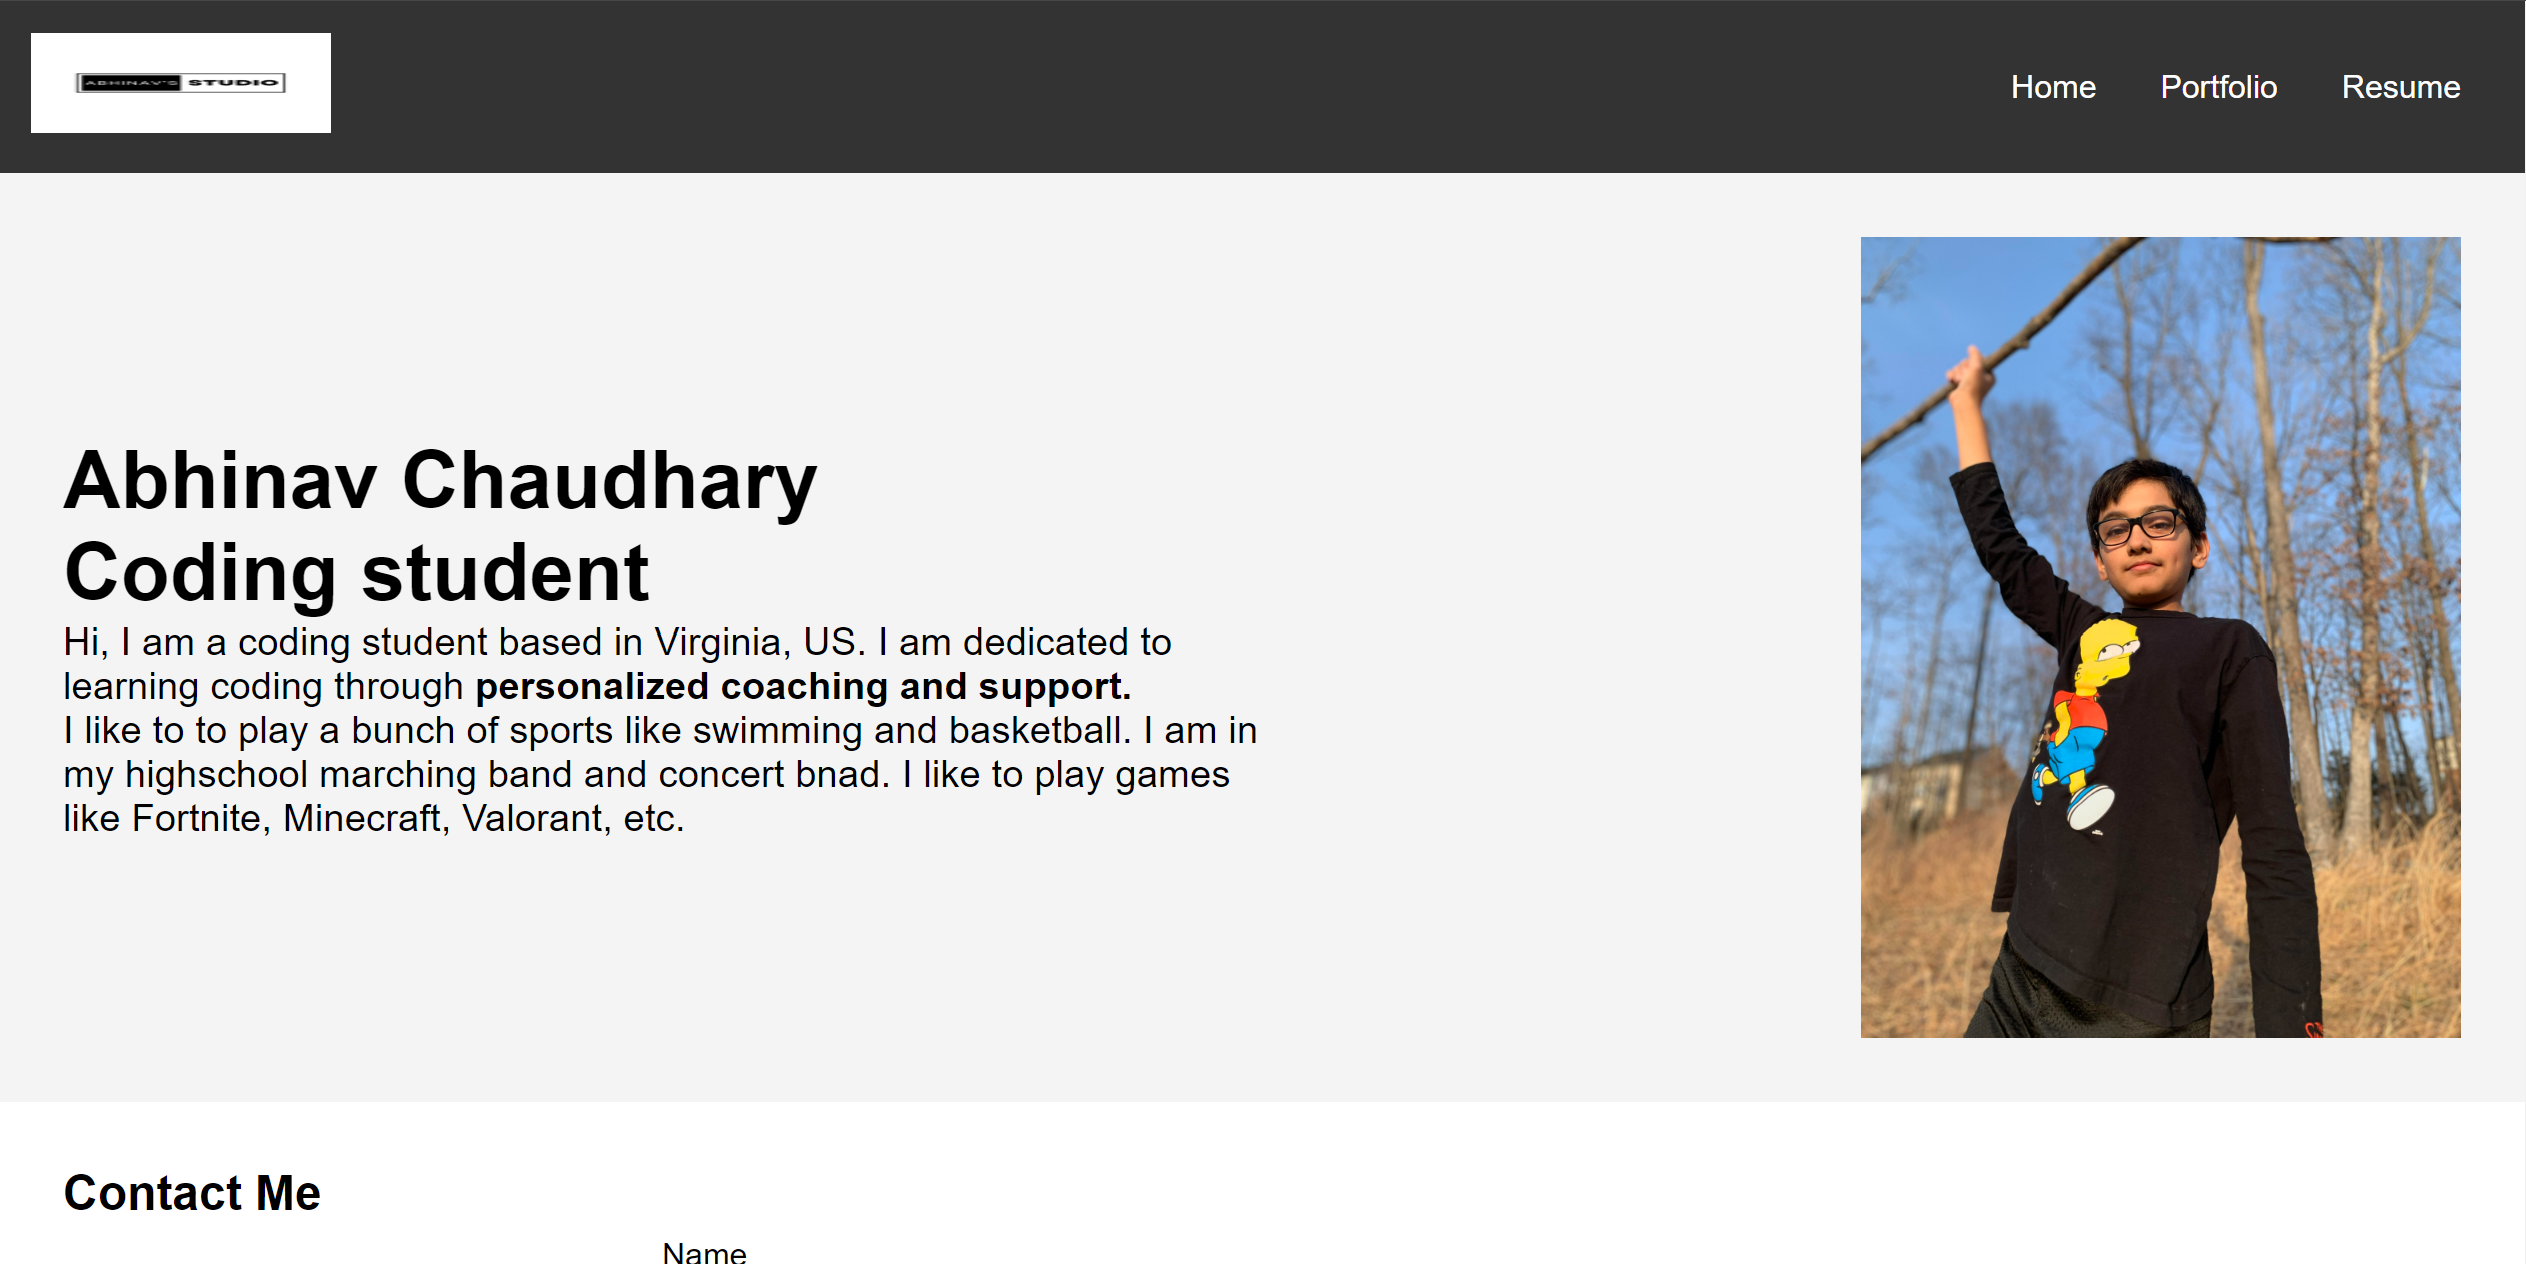 ABHINAV'S STUDIO
Home Portfolio Resume
Abhinav Chaudhary
Coding student
Hi, I am a coding student based in Virginia, US. I am dedicated to
learning coding through personalized coaching and support.
I like to to play a bunch of sports like swimming and basketball. I am in
my highschool marching band and concert bnad. I like to play games
like Fortnite, Minecraft, Valorant, etc.
Contact Me
Name